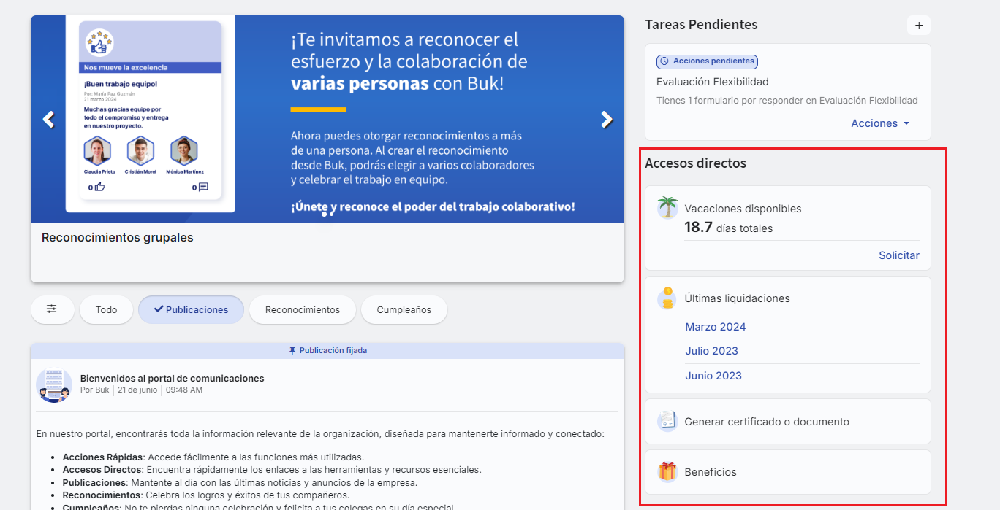 Nos mueve la excelencia
¡Buen trabajo equipo!
Por: María Paz Guzmán
21 marzo 2024
Muchas gracias equipo por
todo el compromiso y entrega
en nuestro proyecto.
Claudia Prieto
Cristián Morel
Mónica Martínez
0
0
¡Te invitamos a reconocer el
esfuerzo y la colaboración de
varias personas con Buk!
Ahora puedes otorgar reconocimientos a más
de una persona. Al crear el reconocimiento
desde Buk, podrás elegir a varios colaboradores
y celebrar el trabajo en equipo.
¡Únete y reconoce el poder del trabajo colaborativo!
Reconocimientos grupales
Todo
Publicaciones
Reconocimientos
Cumpleaños
Publicación fijada
Bienvenidos al portal de comunicaciones
Por Buk | 21 de junio | 09:48 AM
En nuestro portal, encontrarás toda la información relevante de la organización, diseñada para mantenerte informado y conectado:
• Acciones Rápidas: Accede fácilmente a las funciones más utilizadas.
• Accesos Directos: Encuentra rápidamente los enlaces a las herramientas y recursos esenciales.
• Publicaciones: Mantente al día con las últimas noticias y anuncios de la empresa.
• Reconocimientos: Celebra los logros y éxitos de tus compañeros.
• Cumpleaños: No te pierdas ninguna celebración y felicita a tus colegas en su día especial.
Tareas Pendientes
+
Acciones pendientes
Evaluación Flexibilidad
Tienes 1 formulario por responder en Evaluación Flexibilidad
Acciones
Accesos directos
Vacaciones disponibles
18.7 días totales
Solicitar
Últimas liquidaciones
Marzo 2024
Julio 2023
Junio 2023
Generar certificado o documento
Beneficios